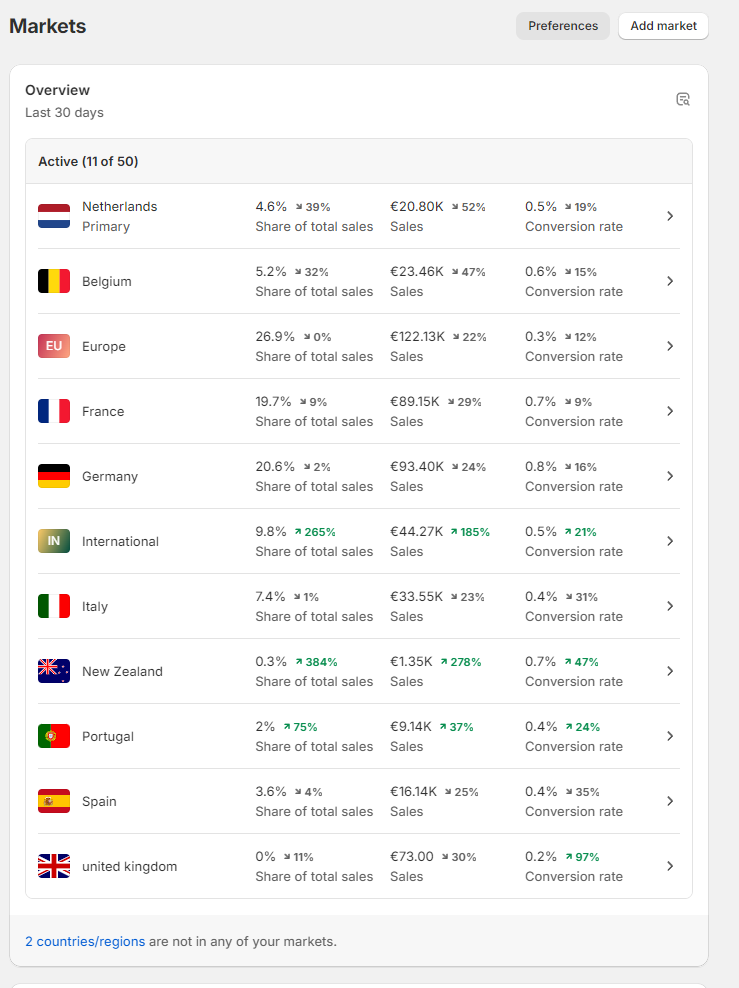 Markets
Preferences
Add market
Overview
Last 30 days
Active (11 of 50)
Netherlands
Primary
4.6% 39%
Share of total sales
€20.80K 52%
Sales
0.5% 19%
Conversion rate
Belgium
5.2% 32%
Share of total sales
€23.46K 47%
Sales
0.6% 15%
Conversion rate
EU
Europe
26.9% 0%
Share of total sales
€122.13K 22%
Sales
0.3% 12%
Conversion rate
France
19.7% 9%
Share of total sales
€89.15K 29%
Sales
0.7% 9%
Conversion rate
Germany
20.6% 2%
Share of total sales
€93.40K 24%
Sales
0.8% 16%
Conversion rate
IN
International
9.8% 265%
Share of total sales
€44.27K 185%
Sales
0.5% 21%
Conversion rate
Italy
7.4% 1%
Share of total sales
€33.55K 23%
Sales
0.4% 31%
Conversion rate
New Zealand
0.3% 384%
Share of total sales
€1.35K 278%
Sales
0.7% 47%
Conversion rate
Portugal
2% 75%
Share of total sales
€9.14K 37%
Sales
0.4% 24%
Conversion rate
Spain
3.6% 4%
Share of total sales
€16.14K 25%
Sales
0.4% 35%
Conversion rate
united kingdom
0% 11%
Share of total sales
€73.00 30%
Sales
0.2% 97%
Conversion rate
2 countries/regions are not in any of your markets.